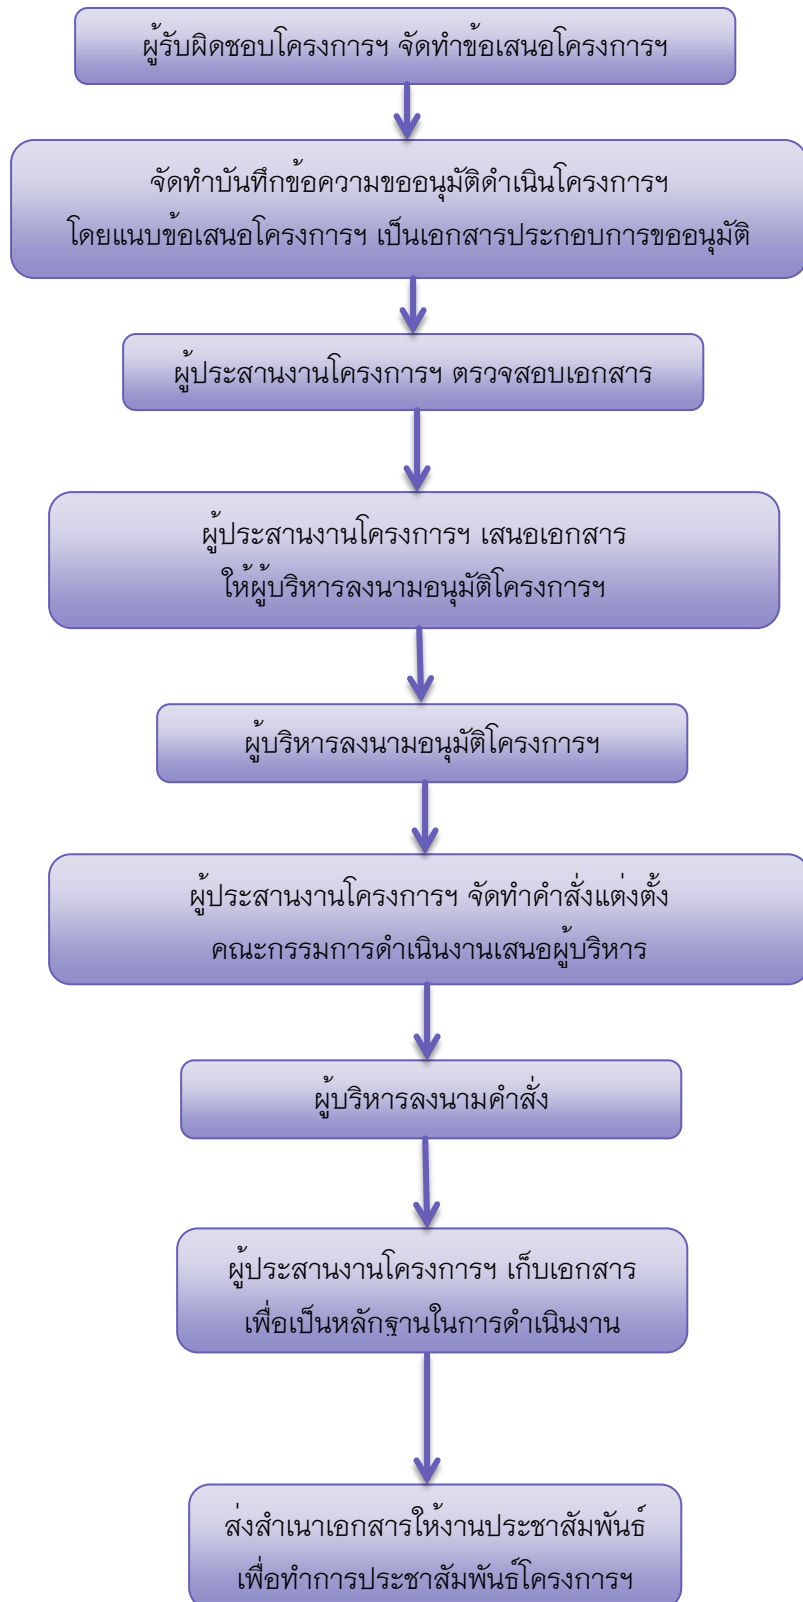 ผู้รับผิดชอบโครงการฯ จัดทำข้อเสนอโครงการฯ
จัดทำบันทึกข้อความขออนุมัติดำเนินโครงการฯ
โดยแนบข้อเสนอโครงการฯ เป็นเอกสารประกอบการขออนุมัติ
ผู้ประสานงานโครงการฯ ตรวจสอบเอกสาร
ผู้ประสานงานโครงการฯ เสนอเอกสาร
ให้ผู้บริหารลงนามอนุมัติโครงการฯ
ผู้บริหารลงนามอนุมัติโครงการฯ
ผู้ประสานงานโครงการฯ จัดทำคำสั่งแต่งตั้ง
คณะกรรมการดำเนินงานเสนอผู้บริหาร
ผู้บริหารลงนามคำสั่ง
ผู้ประสานงานโครงการฯ เก็บเอกสาร
เพื่อเป็นหลักฐานในการดำเนินงาน
ส่งสำเนาเอกสารให้งานประชาสัมพันธ์
เพื่อทำการประชาสัมพันธ์โครงการฯ